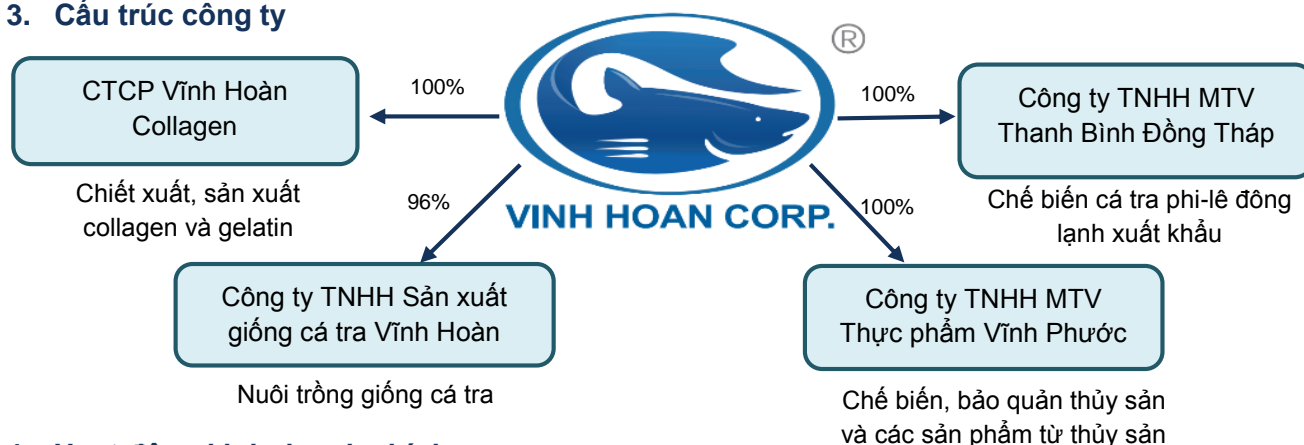 3. Cấu trúc công ty
®
CTCP Vĩnh Hoàn
Collagen
100%
100%
Công ty TNHH MTV
Thanh Bình Đồng Tháp
Chiết xuất, sản xuất
collagen và gelatin
96%
VINH HOAN CORP.
100%
Chế biến cá tra phi-lê đông
lạnh xuất khẩu
Công ty TNHH Sản xuất
giống cá tra Vĩnh Hoàn
Công ty TNHH MTV
Thực phẩm Vĩnh Phước
Nuôi trồng giống cá tra
Chế biến, bảo quản thủy sản
và các sản phẩm từ thủy sản